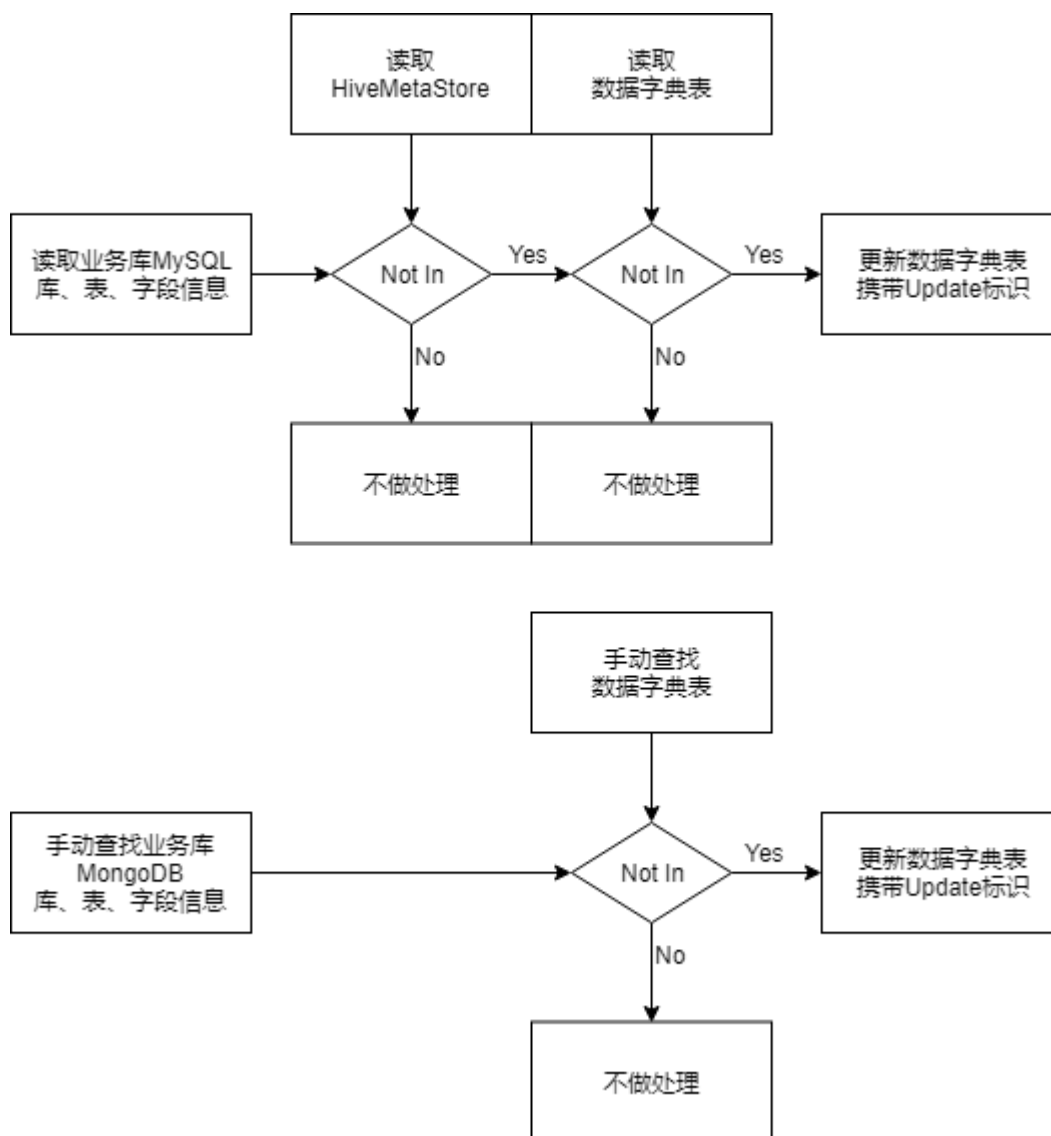 读取
HiveMetaStore
读取
数据字典表
读取业务库MySQL
库、表、字段信息
Not In
Yes
Not In
Yes
更新数据字典表
携带Update标识
No
No
不做处理
不做处理
手动查找
数据字典表
手动查找业务库
MongoDB
库、表、字段信息
Not In
Yes
更新数据字典表
携带Update标识
No
不做处理